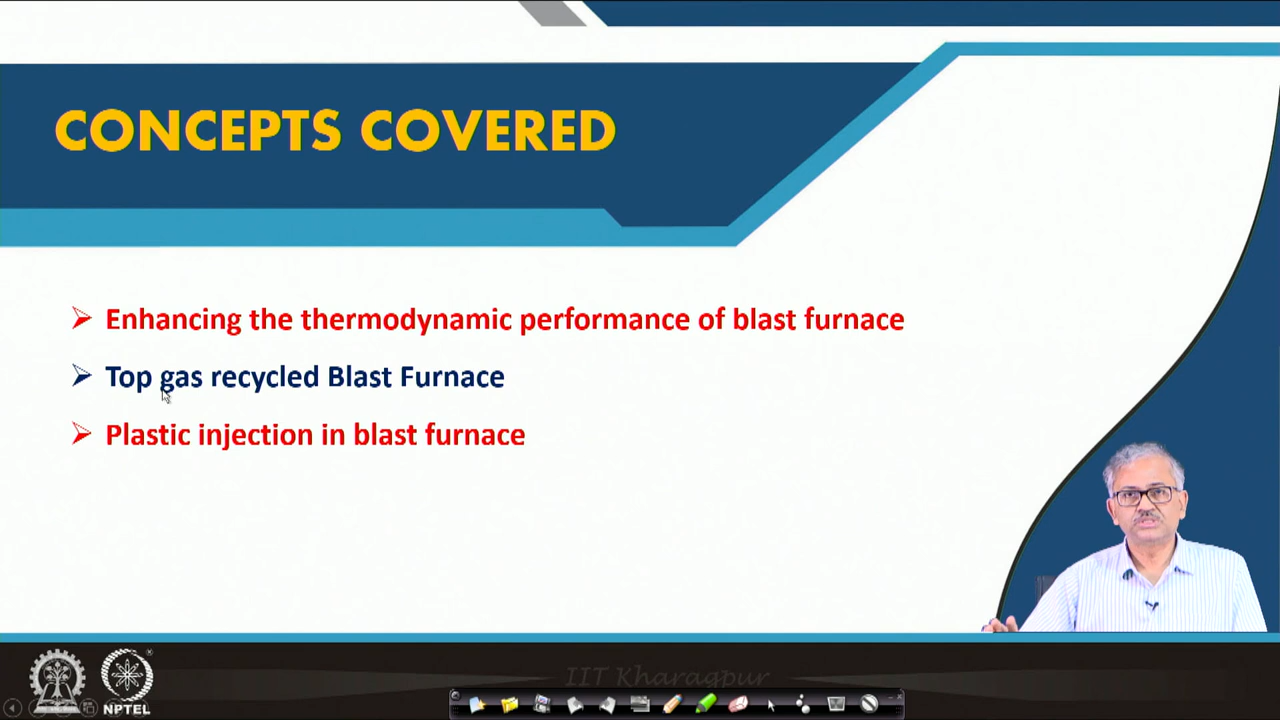 CONCEPTS COVERED
Enhancing the thermodynamic performance of blast furnace
Top gas recycled Blast Furnace
Plastic injection in blast furnace
IIT Kharagpur
NPTEL